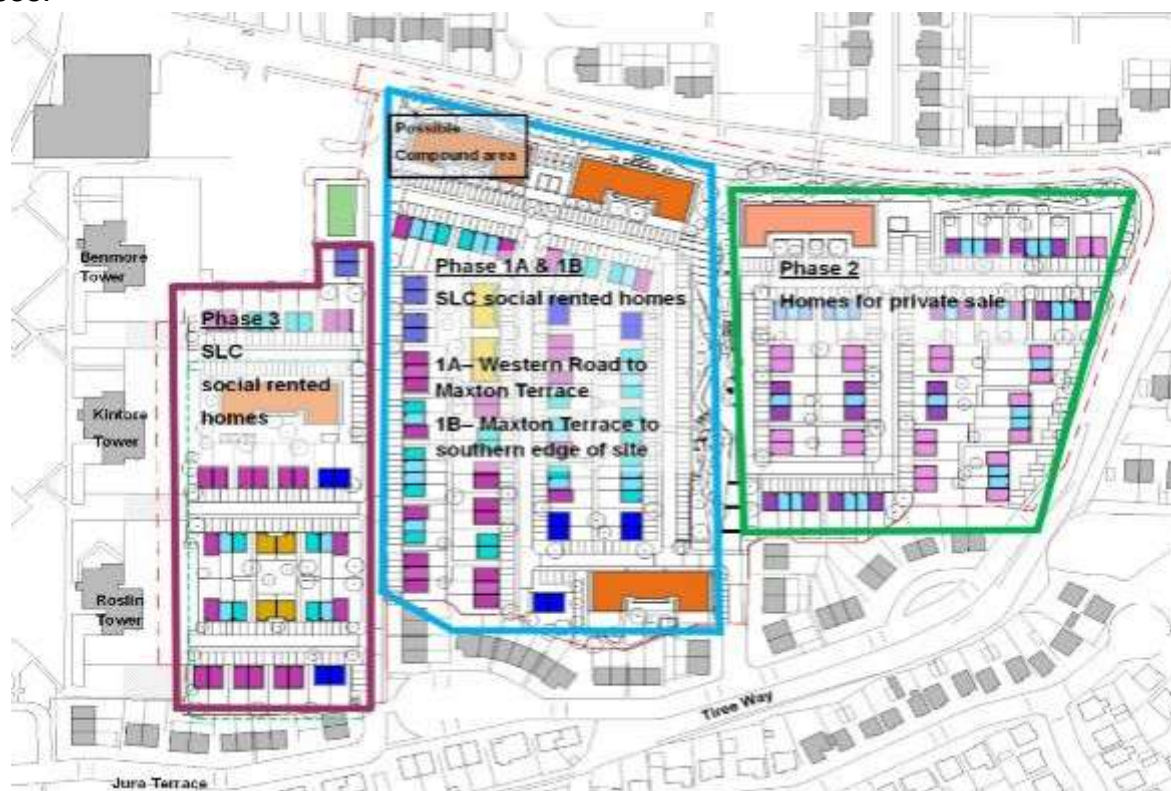 Possible
Compound area
Benmore
Tower
Phase 1A & 1B
SLC social rented homes
Phase 2
Homes for private sale
Phase 3
SLC
social rented
homes
1A– Western Road to
Maxton Terrace
1B– Maxton Terrace to
southern edge of site
Kintore
Tower
Roslin
Tower
Tiree Way
Jura Terrace